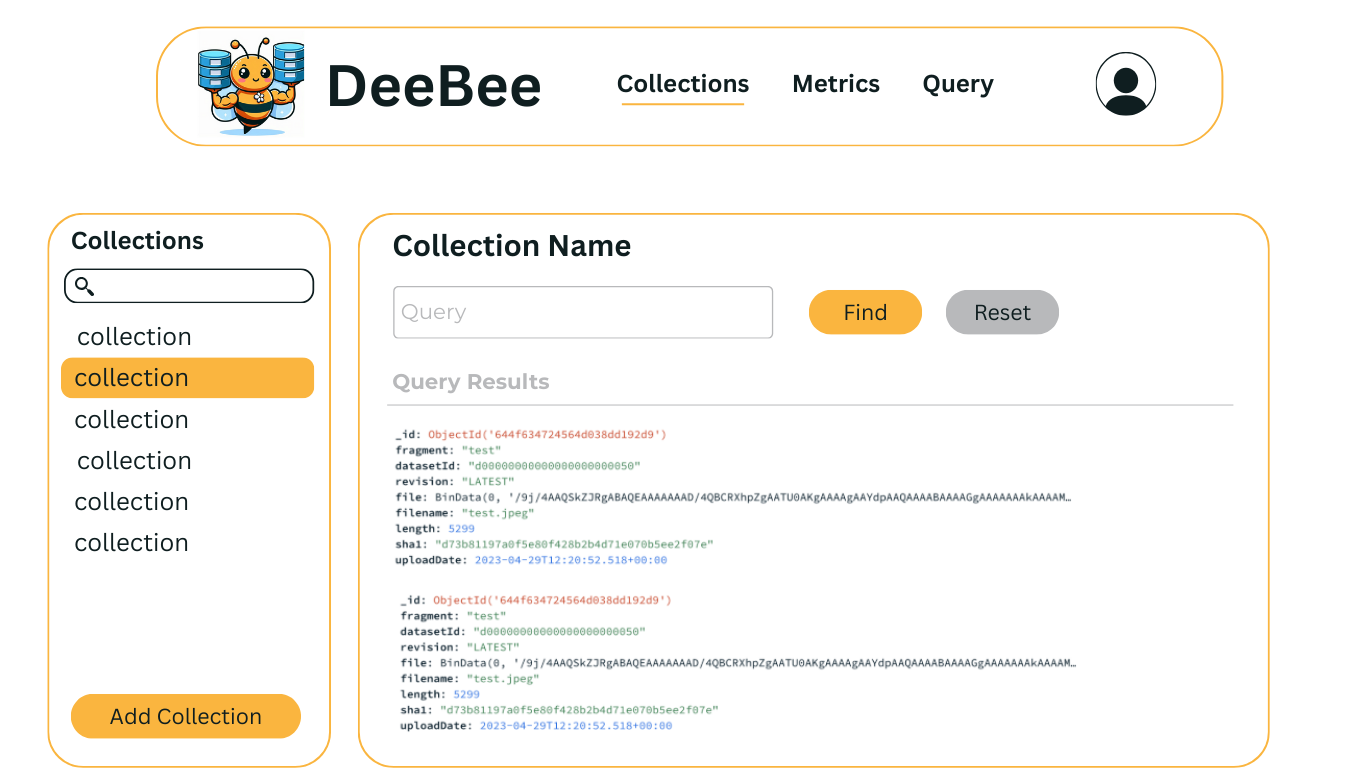 DeeBee
Collections
Metrics
Query
Collections
collection
collection
collection
collection
collection
collection
Add Collection
Collection Name
Query
Find
Reset
Query Results
_id: ObjectId('644f634724564d038dd192d9')
fragment: "test"
datasetId: "d00000000000000000000050"
revision: "LATEST"
file: BinData(0, '/9j/4AAQSkZJRgABAQEAAAAAAAD/4QBCRXhpZgAATU0AKgAAAAgAAYdpAAQAAAABAAAAGgAAAAAAAkAAAAM…
filename: "test.jpeg"
length: 5299
sha1: "d73b81197a0f5e80f428b2b4d71e070b5ee2f07e"
uploadDate: 2023-04-29T12:20:52.518+00:00
_id: ObjectId('644f634724564d038dd192d9')
fragment: "test"
datasetId: "d00000000000000000000050"
revision: "LATEST"
file: BinData(0, '/9j/4AAQSkZJRgABAQEAAAAAAAD/4QBCRXhpZgAATU0AKgAAAAgAAYdpAAQAAAABAAAAGgAAAAAAAkAAAAM…
filename: "test.jpeg"
length: 5299
sha1: "d73b81197a0f5e80f428b2b4d71e070b5ee2f07e"
uploadDate: 2023-04-29T12:20:52.518+00:00